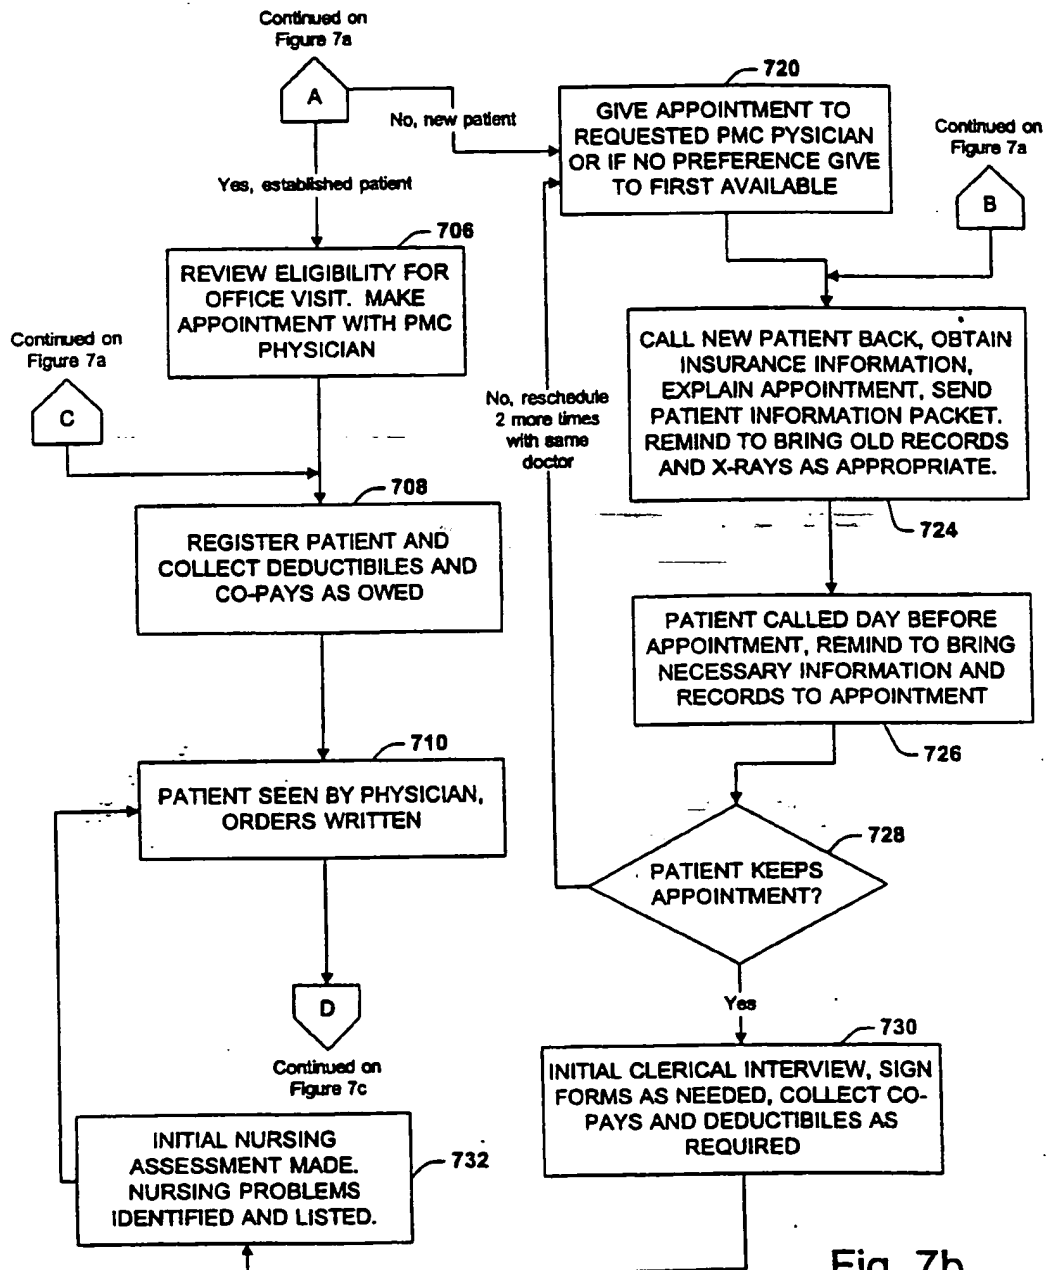 Continued on
Figure 7a
A
No, new patient
Yes, established patient
720
GIVE APPOINTMENT TO
REQUESTED PMC PYSICIAN
OR IF NO PREFERENCE GIVE
TO FIRST AVAILABLE
Continued on
Figure 7a
B
706
REVIEW ELIGIBILITY FOR
OFFICE VISIT. MAKE
APPOINTMENT WITH PMC
PHYSICIAN
Continued on
Figure 7a
C
No, reschedule
2 more times
with same
doctor
CALL NEW PATIENT BACK, OBTAIN
INSURANCE INFORMATION,
EXPLAIN APPOINTMENT, SEND
PATIENT INFORMATION PACKET.
REMIND TO BRING OLD RECORDS
AND X-RAYS AS APPROPRIATE.
724
708
REGISTER PATIENT AND
COLLECT DEDUCTIBILES AND
CO-PAYS AS OWED
PATIENT CALLED DAY BEFORE
APPOINTMENT, REMIND TO BRING
NECESSARY INFORMATION AND
RECORDS TO APPOINTMENT
726
710
PATIENT SEEN BY PHYSICIAN,
ORDERS WRITTEN
728
PATIENT KEEPS
APPOINTMENT?
D
Continued on
Figure 7c
Yes
730
INITIAL CLERICAL INTERVIEW, SIGN
FORMS AS NEEDED, COLLECT CO-
PAYS AND DEDUCTIBILES AS
REQUIRED
INITIAL NURSING
ASSESSMENT MADE.
NURSING PROBLEMS
IDENTIFIED AND LISTED.
732
Fig. 7b